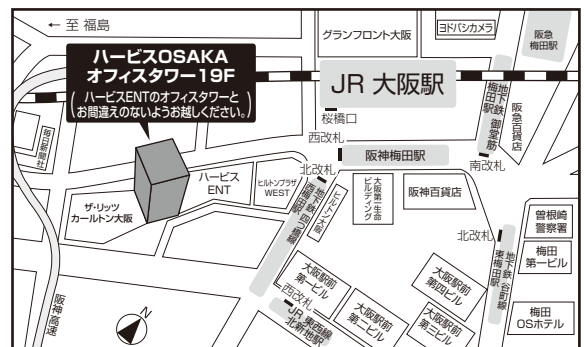 ← 至 福島
ハービスOSAKA
オフィスタワー19F
(ハービスENTのオフィスタワーと
お間違えのないようお越しください。)
グランフロント大阪
ヨドバシカメラ
阪急
梅田駅
JR 大阪駅
桜橋口
西改札
地下鉄 御堂筋
梅田駅
阪急百貨店
毎日新聞社
阪神梅田駅
南改札
北改札
ハービス
ENT
ヒルトンプラザ
WEST
地下鉄 四つ橋線
西梅田駅
ヒルトン大阪
大阪第一生命
ビルディング
阪神百貨店
ザ・リッツ
カールトン大阪
北改札
地下鉄 谷町線
東梅田駅
曽根崎
警察署
梅田
第一ビル
梅田
OSホテル
大阪駅前
第一ビル
大阪駅前
第二ビル
大阪駅前
第三ビル
大阪駅前
第四ビル
西改札
JR 東西線
北新地駅
阪神高速
N